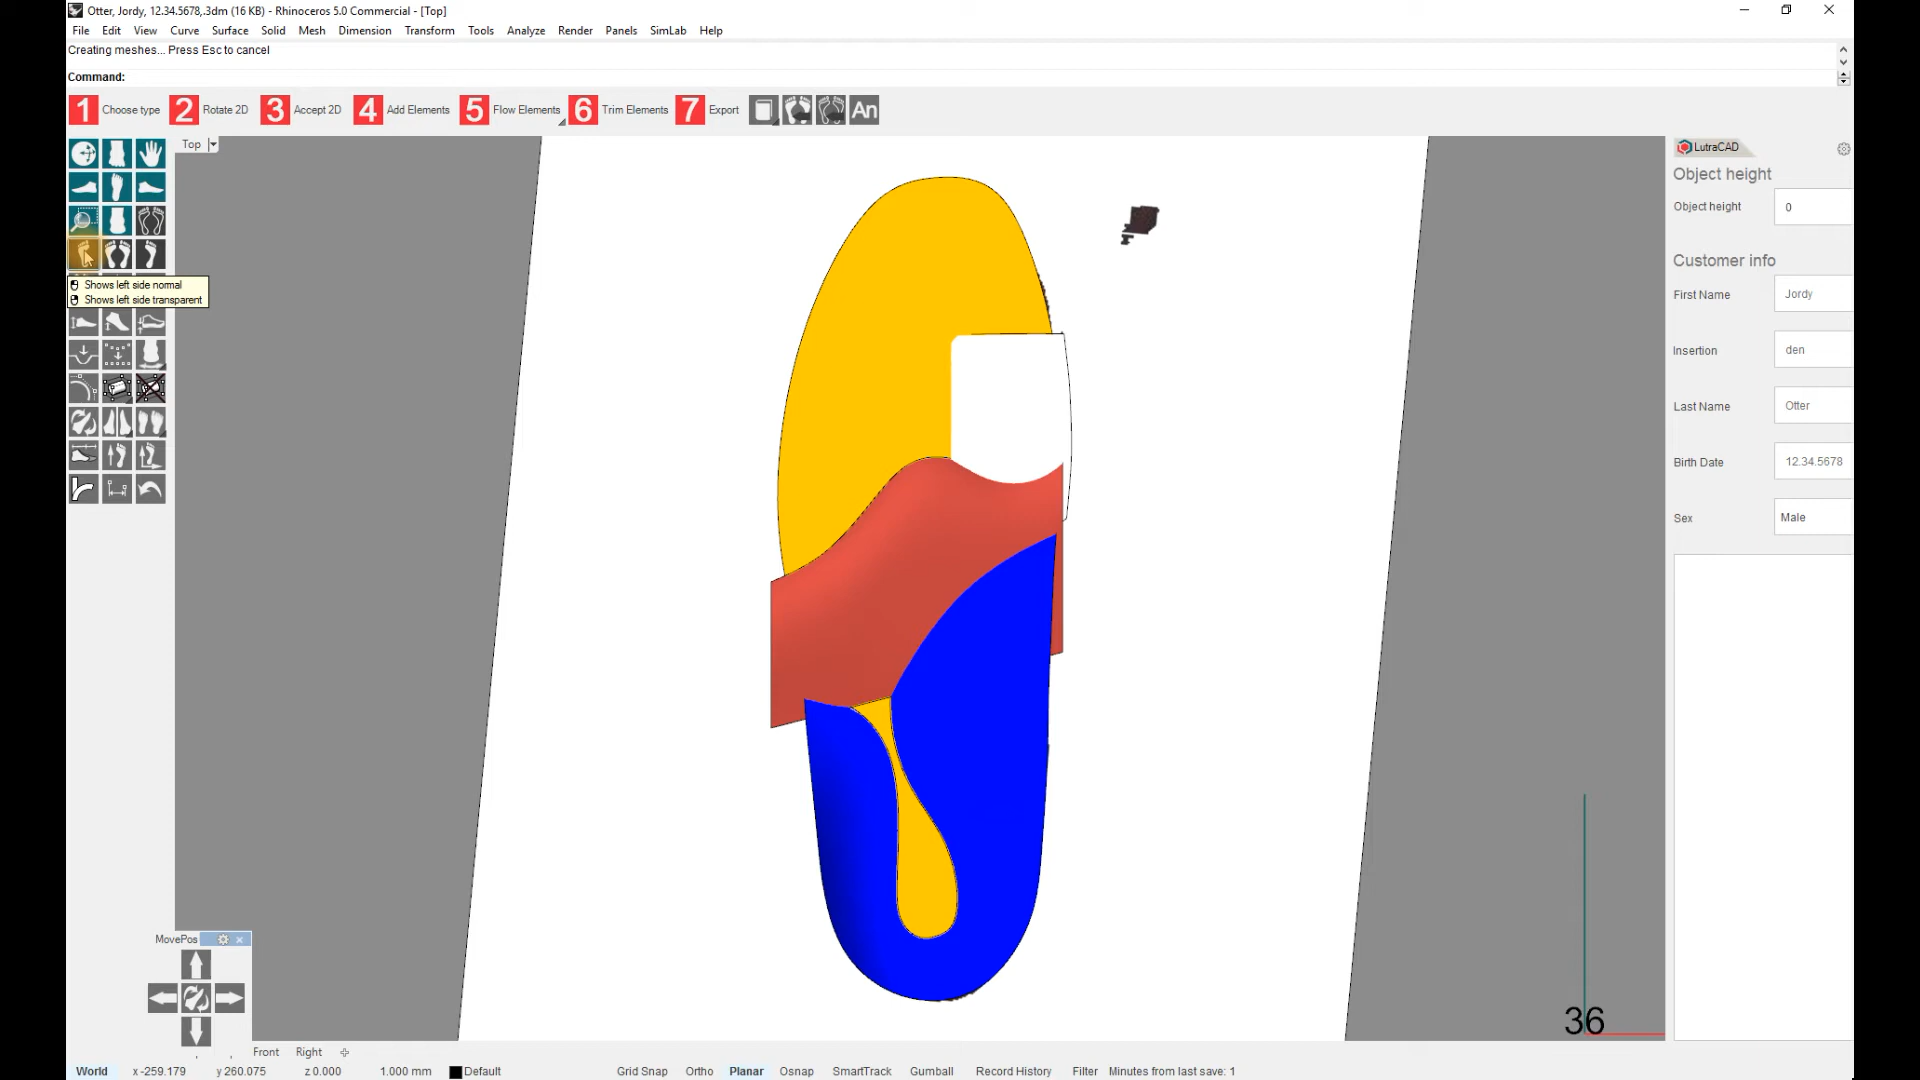 Otter, Jordy, 12.34.5678,.3dm (16 KB) - Rhinoceros 5.0 Commercial - [Top]
File Edit View Curve Surface Solid Mesh Dimension Transform Tools Analyze Render Panels SimLab Help
Creating meshes... Press Esc to cancel
Command:
1 Choose type 2 Rotate 2D 3 Accept 2D 4 Add Elements 5 Flow Elements 6 Trim Elements 7 Export An
Top
LutraCAD
Object height
Object height 0
Customer info
Shows left side normal
Shows left side transparent
First Name Jordy
Insertion den
Last Name Otter
Birth Date 12.34.5678
Sex Male
MovePos
36
Front Right
World x -259.179 y 260.075 z 0.000 1.000 mm Default Grid Snap Ortho Planar Osnap SmartTrack Gumball Record History Filter Minutes from last save: 1